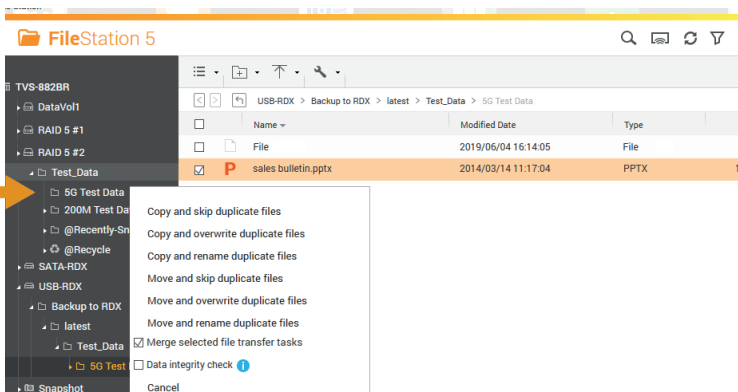 FileStation 5
TVS-882BR
DataVol1
RAID 5 #1
RAID 5 #2
Test_Data
5G Test Data
200M Test Da
@Recently-Sn
@Recycle
SATA-RDX
USB-RDX
Backup to RDX
latest
Test_Data
5G Test
Snapshot
USB-RDX > Backup to RDX > latest > Test_Data > 5G Test Data
Name Modified Date Type
File 2019/06/04 16:14:05 File
P sales bulletin.pptx 2014/03/14 11:17:04 PPTX 1
Copy and skip duplicate files
Copy and overwrite duplicate files
Copy and rename duplicate files
Move and skip duplicate files
Move and overwrite duplicate files
Move and rename duplicate files
Merge selected file transfer tasks
Data integrity check i
Cancel